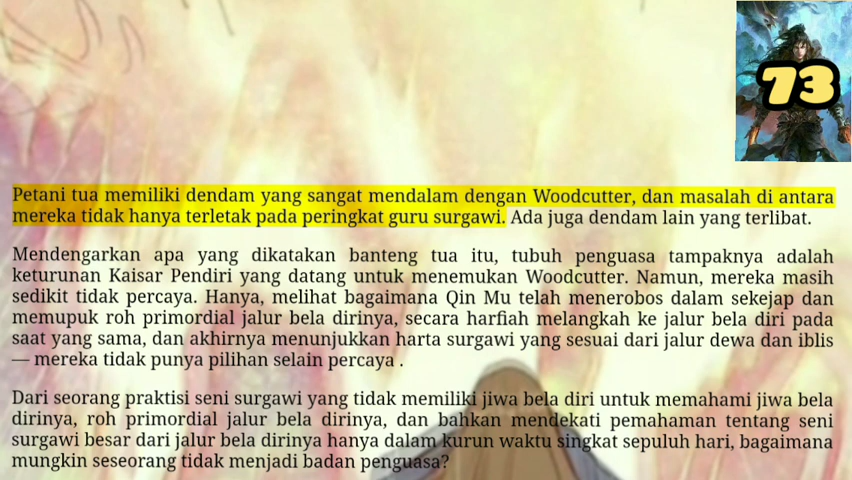 73
Petani tua memiliki dendam yang sangat mendalam dengan Woodcutter, dan masalah di antara
mereka tidak hanya terletak pada peringkat guru surgawi. Ada juga dendam lain yang terlibat.
Mendengarkan apa yang dikatakan banteng tua itu, tubuh penguasa tampaknya adalah
keturunan Kaisar Pendiri yang datang untuk menemukan Woodcutter. Namun, mereka masih
sedikit tidak percaya. Hanya, melihat bagaimana Qin Mu telah menerobos dalam sekejap dan
memupuk roh primordial jalur bela dirinya, secara harfiah melangkah ke jalur bela diri pada
saat yang sama, dan akhirnya menunjukkan harta surgawi yang sesuai dari jalur dewa dan iblis
— mereka tidak punya pilihan selain percaya .
Dari seorang praktisi seni surgawi yang tidak memiliki jiwa bela diri untuk memahami jiwa bela
dirinya, roh primordial jalur bela dirinya, dan bahkan mendekati pemahaman tentang seni
surgawi besar dari jalur bela dirinya hanya dalam kurun waktu singkat sepuluh hari, bagaimana
mungkin seseorang tidak menjadi badan penguasa?